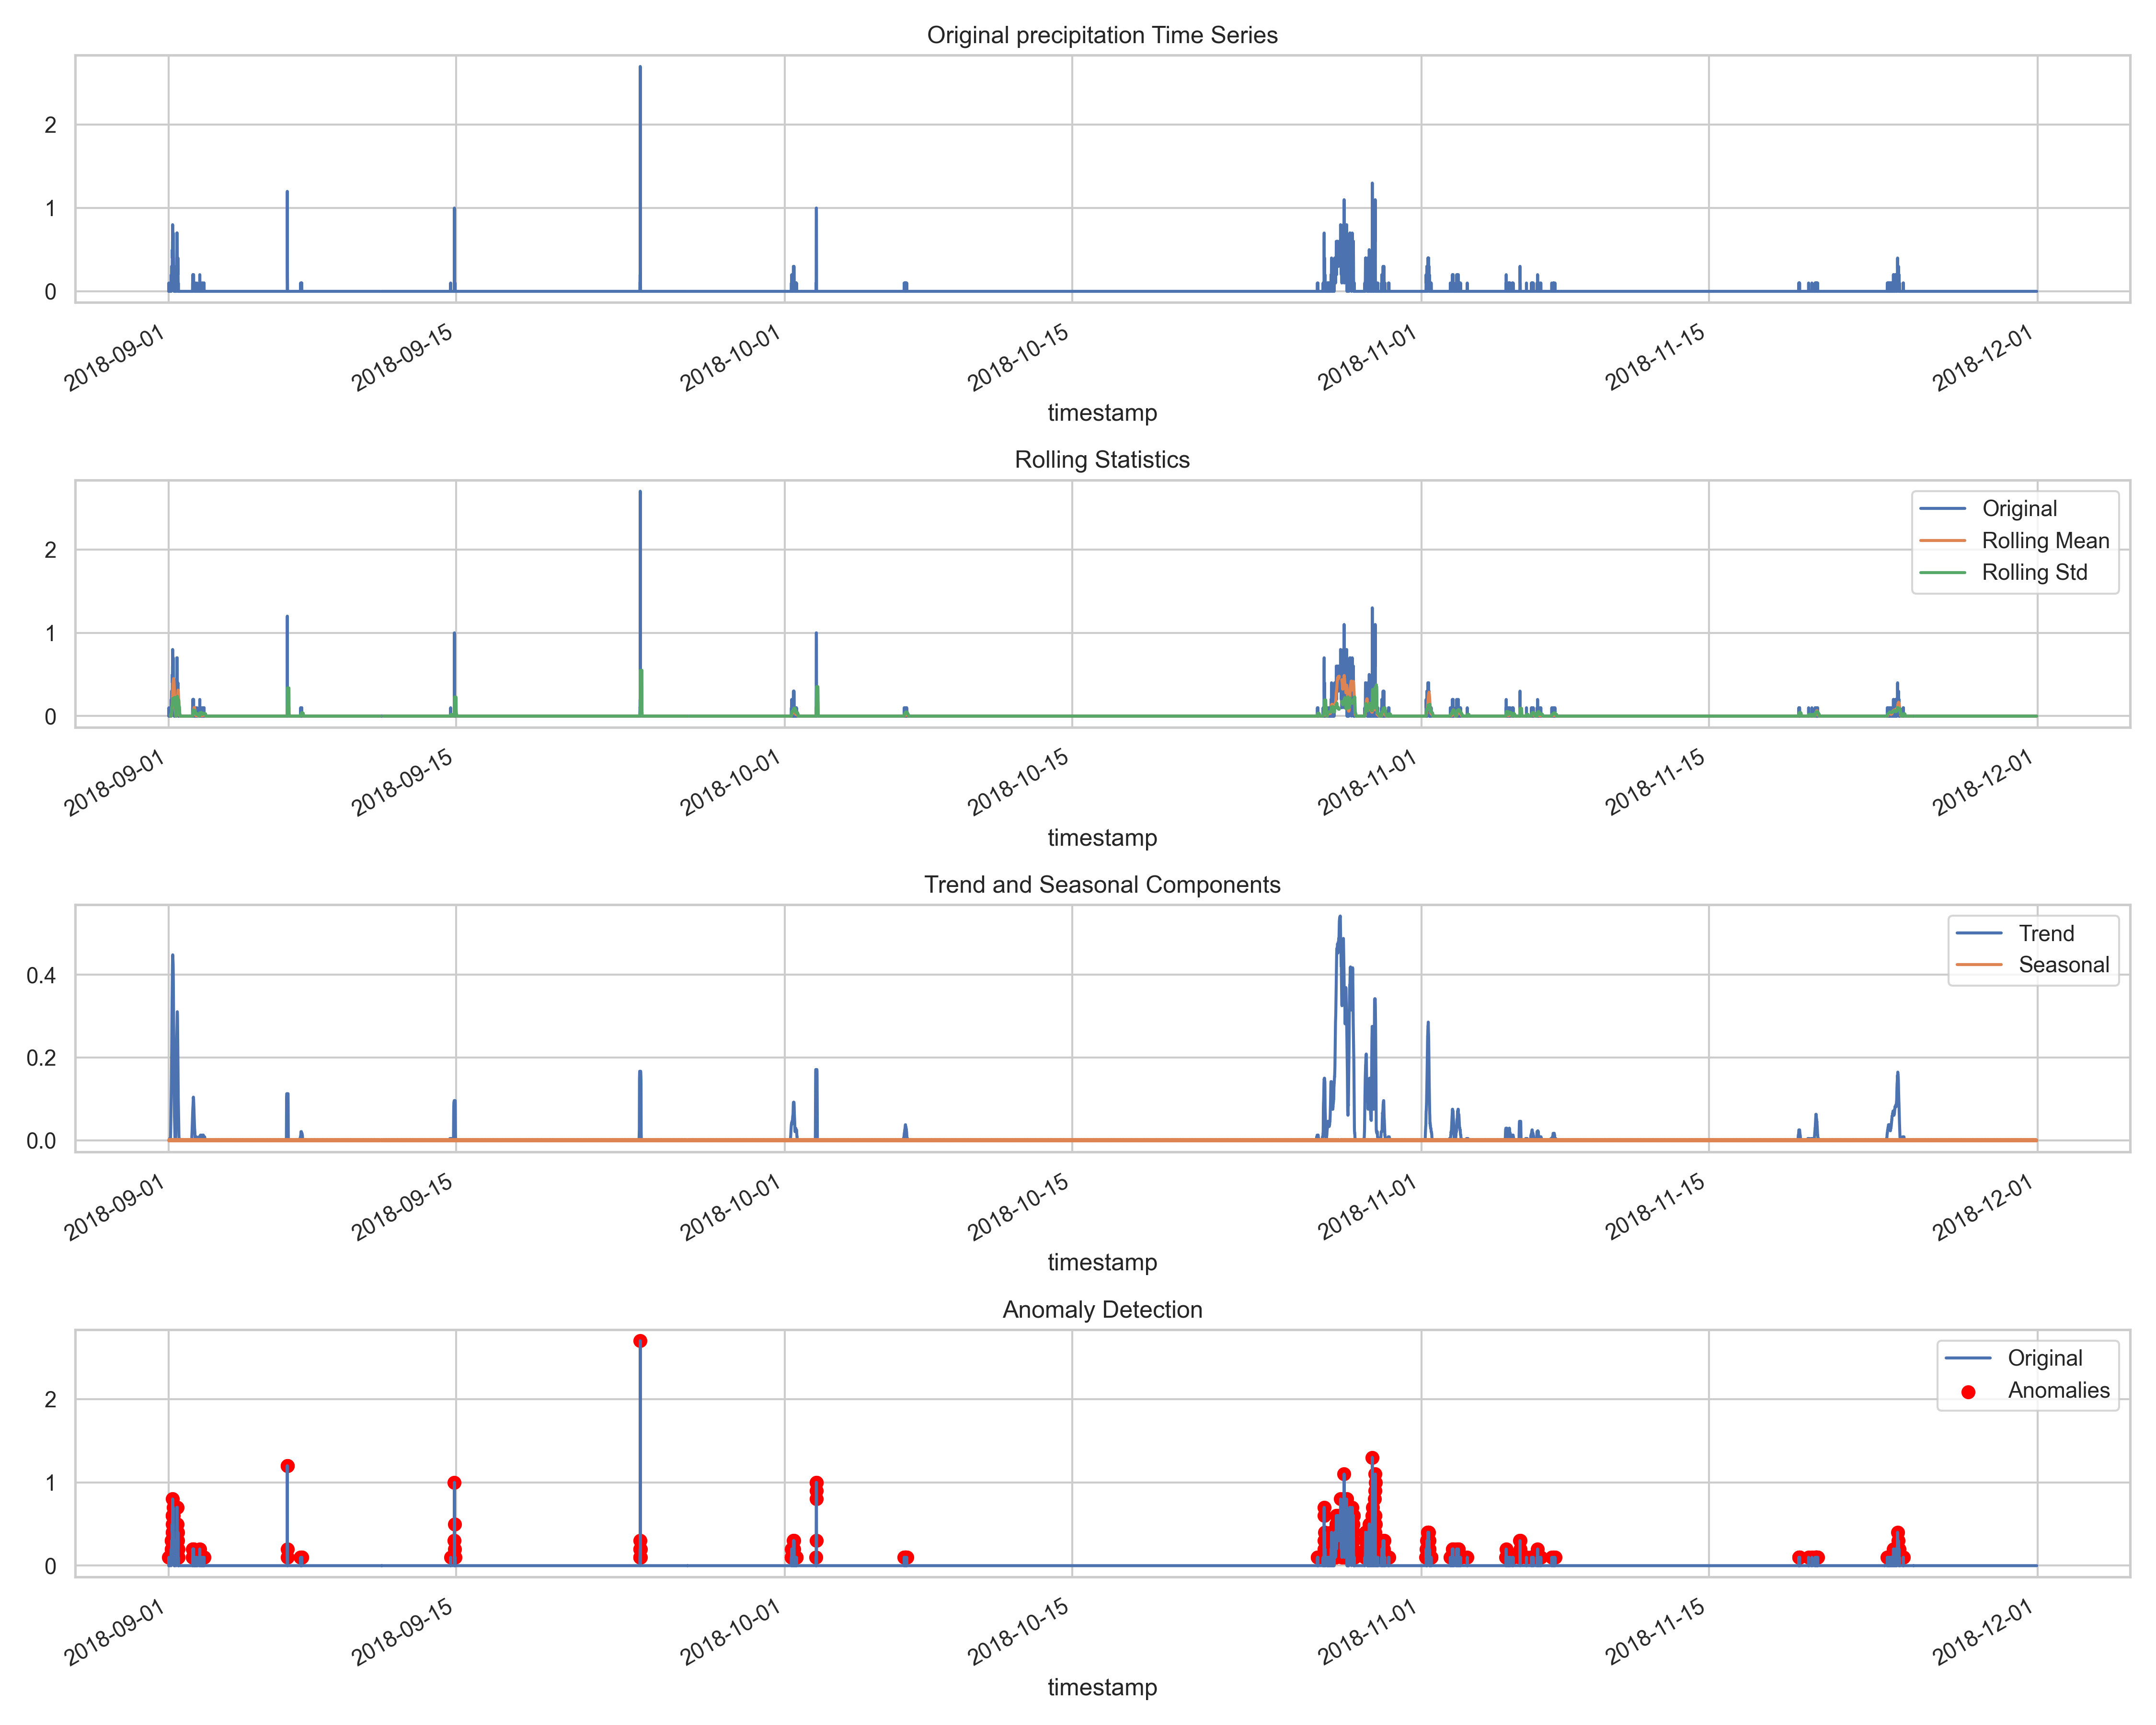 Original precipitation Time Series
2
1
0
2018-09-01
2018-09-15
2018-10-01
2018-10-15
2018-11-01
2018-11-15
2018-12-01
timestamp
Rolling Statistics
Original
Rolling Mean
Rolling Std
2
1
0
2018-09-01
2018-09-15
2018-10-01
2018-10-15
2018-11-01
2018-11-15
2018-12-01
timestamp
Trend and Seasonal Components
Trend
Seasonal
0.4
0.2
0.0
2018-09-01
2018-09-15
2018-10-01
2018-10-15
2018-11-01
2018-11-15
2018-12-01
timestamp
Anomaly Detection
Original
Anomalies
2
1
0
2018-09-01
2018-09-15
2018-10-01
2018-10-15
2018-11-01
2018-11-15
2018-12-01
timestamp